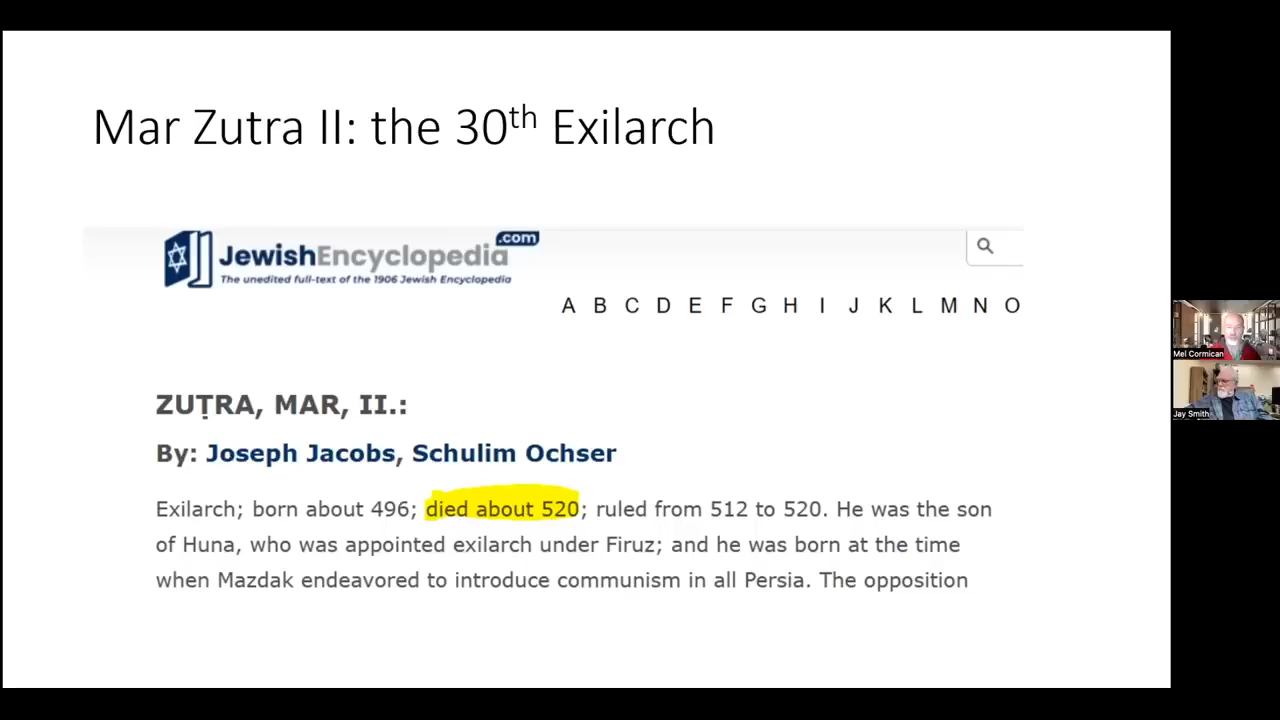 Mar Zutra II: the 30th Exilarch
JewishEncyclopedia.com
The unedited full-text of the 1906 Jewish Encyclopedia
A B C D E F G H I J K L M N O
ZUṬRA, MAR, II.:
By: Joseph Jacobs, Schulim Ochser
Exilarch; born about 496; died about 520; ruled from 512 to 520. He was the son
of Huna, who was appointed exilarch under Firuz; and he was born at the time
when Mazdak endeavored to introduce communism in all Persia. The opposition
Mel Cormican
Jay Smith